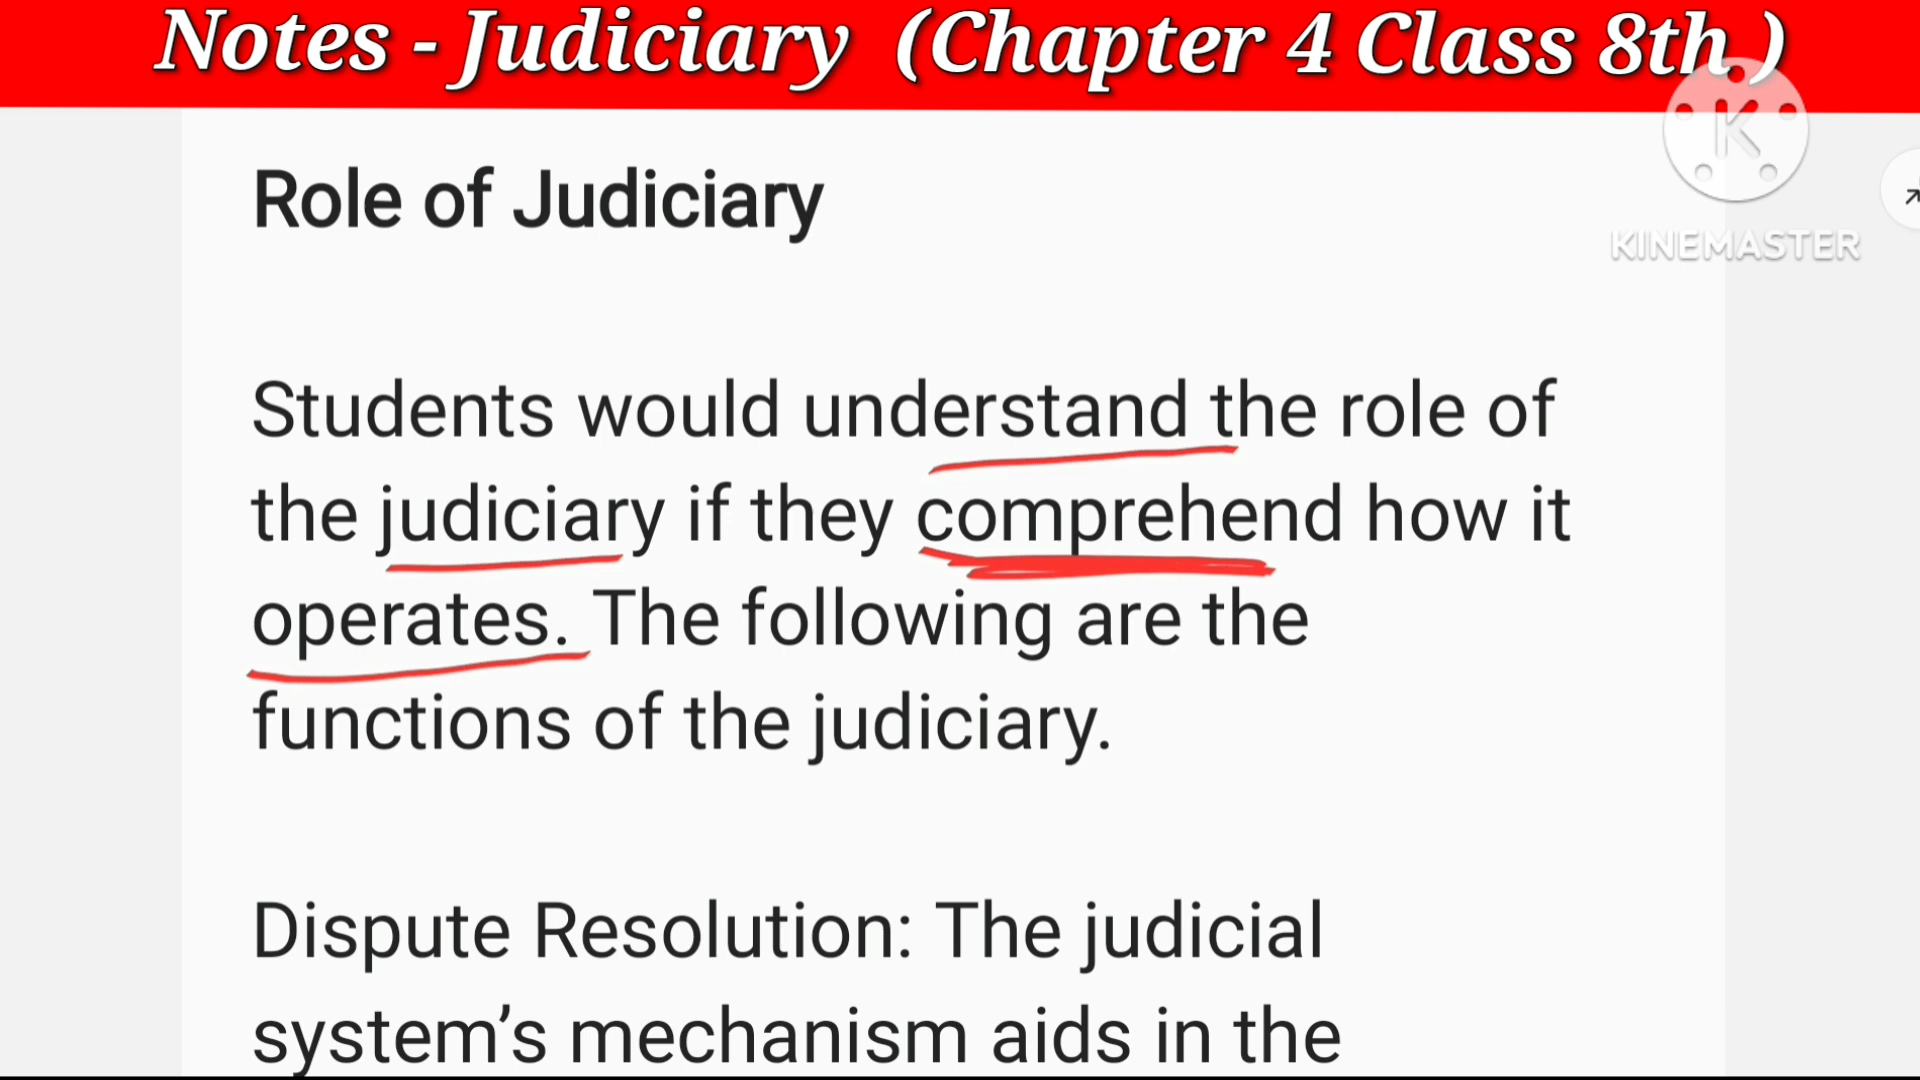 Notes - Judiciary (Chapter 4 Class 8th )
K
KINEMASTER
Role of Judiciary
Students would understand the role of
the judiciary if they comprehend how it
operates. The following are the
functions of the judiciary.
Dispute Resolution: The judicial
system’s mechanism aids in the